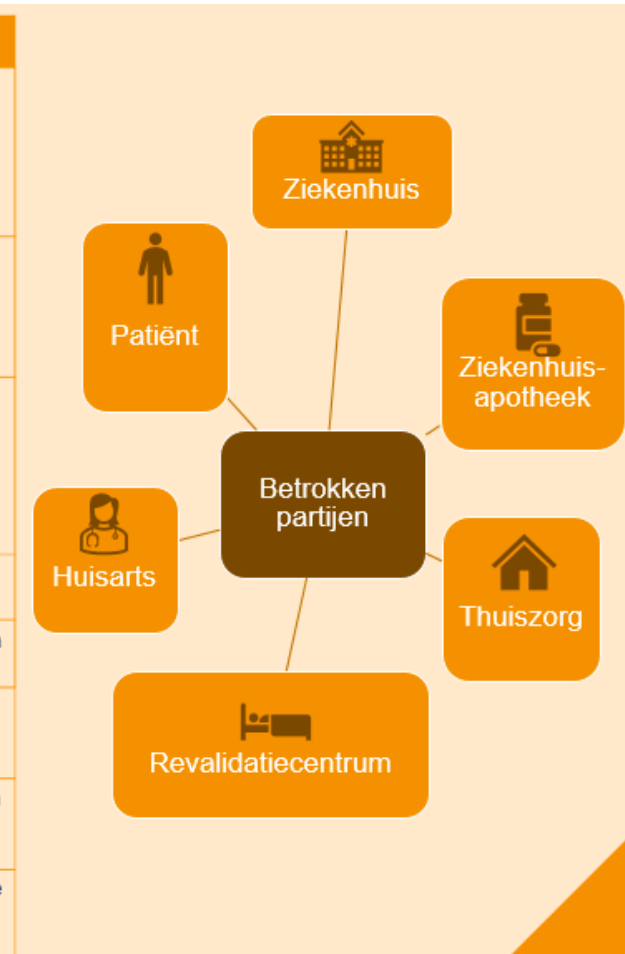 Ziekenhuis
Patiënt
Ziekenhuis-
apotheek
Betrokken
partijen
Huisarts
Thuiszorg
Revalidatiecentrum